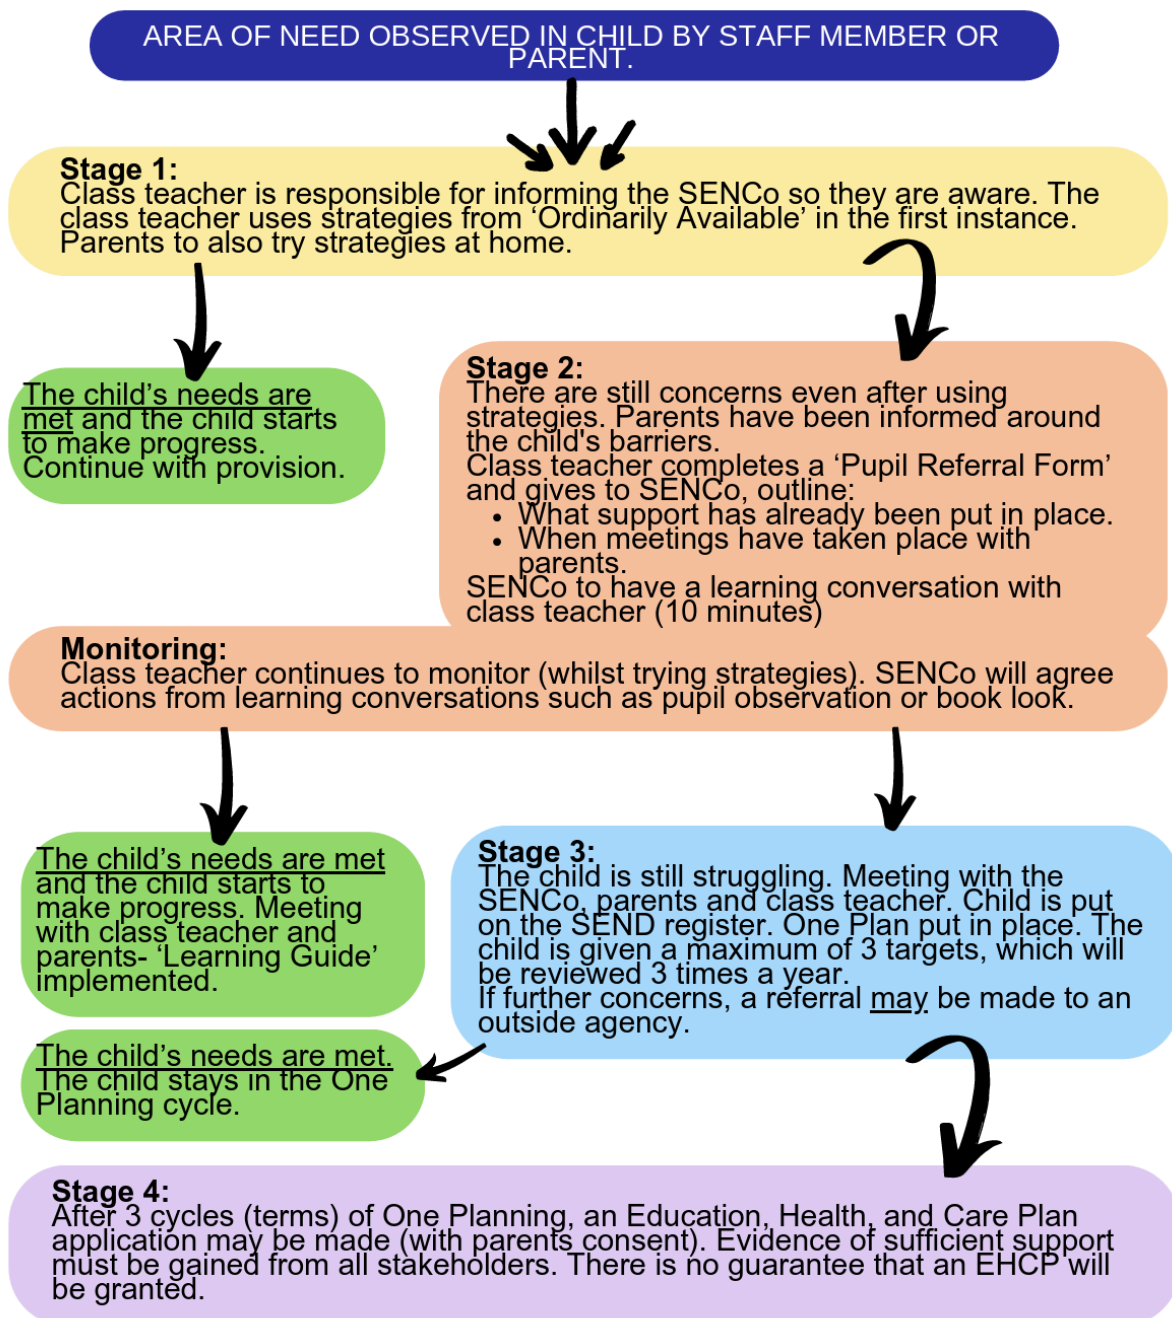 AREA OF NEED OBSERVED IN CHILD BY STAFF MEMBER OR
PARENT.
Stage 1:
Class teacher is responsible for informing the SENCo so they are aware. The
class teacher uses strategies from ‘Ordinarily Available’ in the first instance.
Parents to also try strategies at home.
The child’s needs are
met and the child starts
to make progress.
Continue with provision.
Stage 2:
There are still concerns even after using
strategies. Parents have been informed around
the child's barriers.
Class teacher completes a ‘Pupil Referral Form’
and gives to SENCo, outline:
• What support has already been put in place.
• When meetings have taken place with
parents.
SENCo to have a learning conversation with
class teacher (10 minutes)
Monitoring:
Class teacher continues to monitor (whilst trying strategies). SENCo will agree
actions from learning conversations such as pupil observation or book look.
The child’s needs are met
and the child starts to
make progress. Meeting
with class teacher and
parents- ‘Learning Guide’
implemented.
Stage 3:
The child is still struggling. Meeting with the
SENCo, parents and class teacher. Child is put
on the SEND register. One Plan put in place. The
child is given a maximum of 3 targets, which will
be reviewed 3 times a year.
If further concerns, a referral may be made to an
outside agency.
The child’s needs are met.
The child stays in the One
Planning cycle.
Stage 4:
After 3 cycles (terms) of One Planning, an Education, Health, and Care Plan
application may be made (with parents consent). Evidence of sufficient support
must be gained from all stakeholders. There is no guarantee that an EHCP will
be granted.